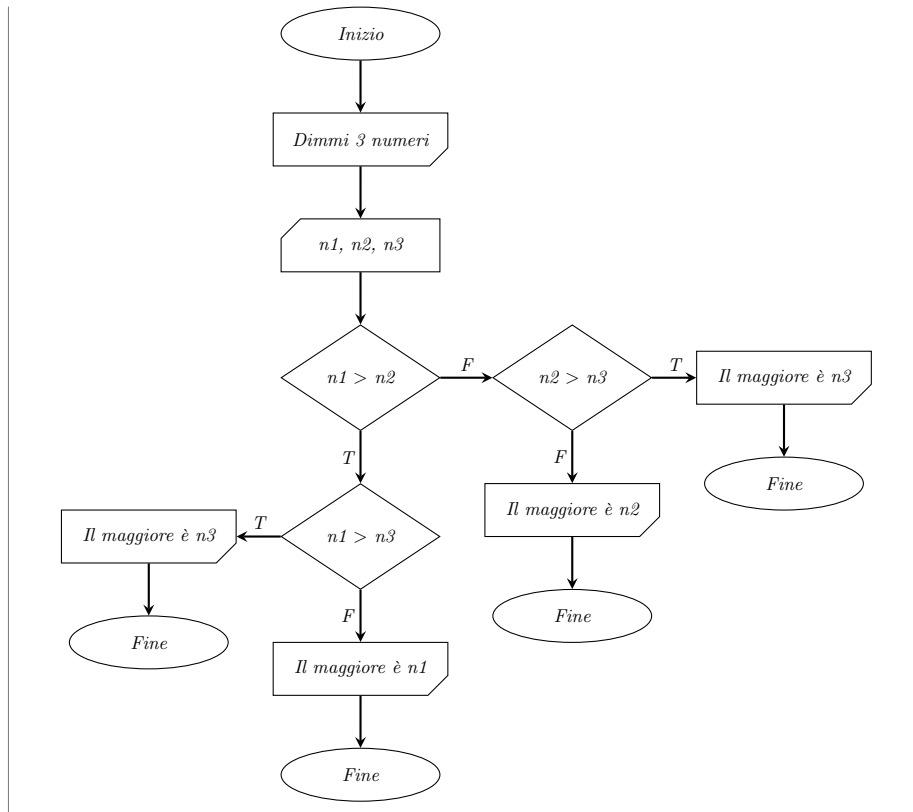 Inizio
Dimmi 3 numeri
n1, n2, n3
n1 > n2
F
n2 > n3
T
Il maggiore è n3
T
F
Fine
Il maggiore è n3
T
n1 > n3
Il maggiore è n2
F
Fine
Fine
Il maggiore è n1
Fine